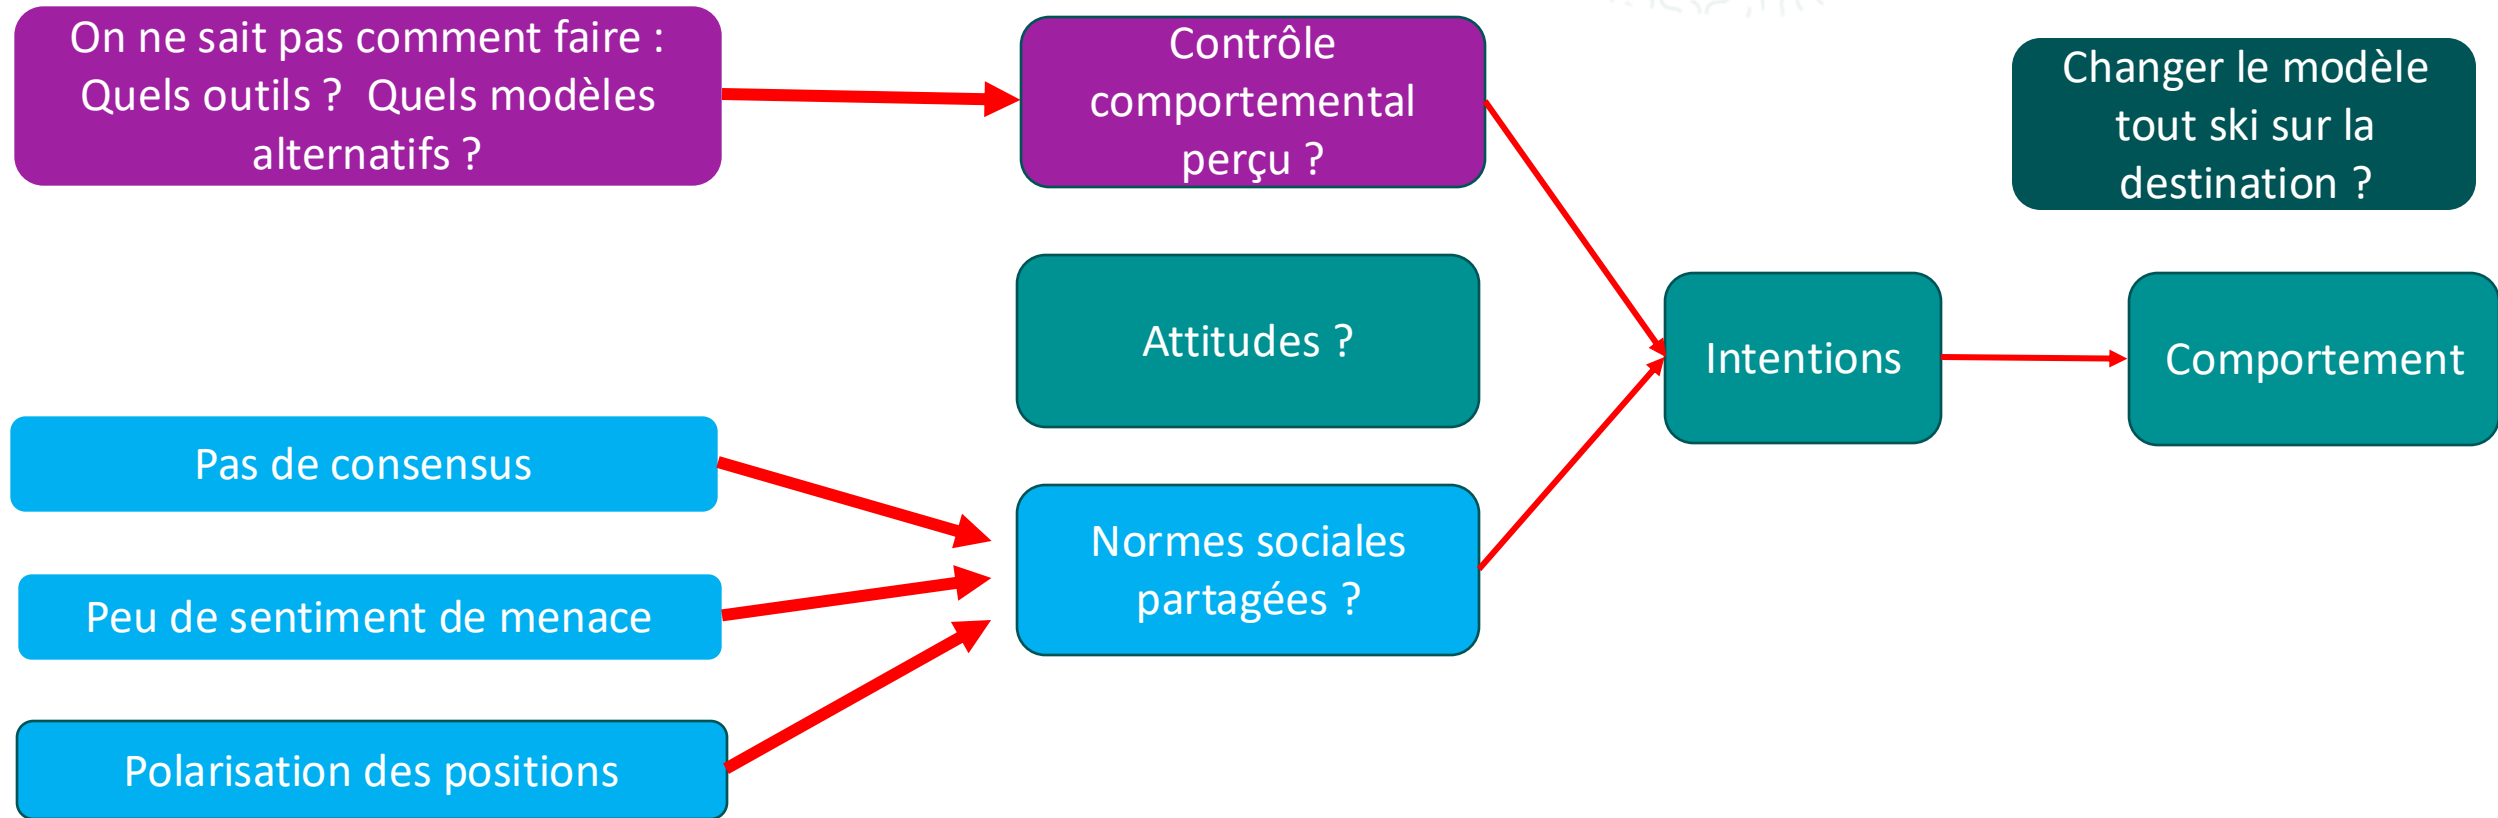 On ne sait pas comment faire :
Quels outils ? Quels modèles
alternatifs ?
Contrôle
comportemental
perçu ?
Changer le modèle
tout ski sur la
destination ?
Attitudes ?
Intentions
Comportement
Pas de consensus
Normes sociales
partagées ?
Peu de sentiment de menace
Polarisation des positions